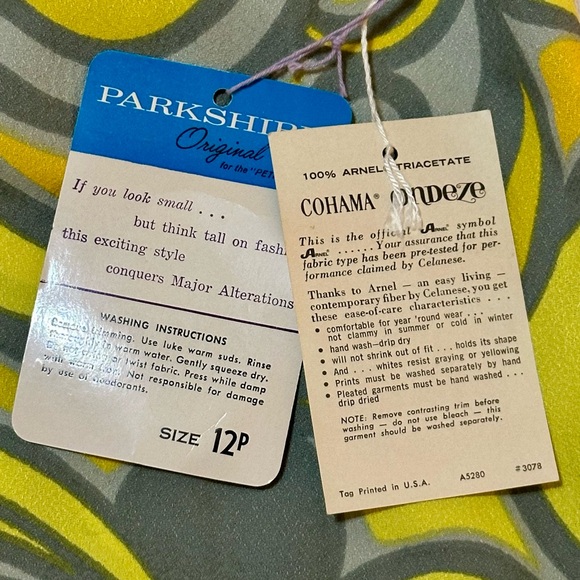 PARKSHIR
Original
for the "PET
If you look small . . .
but think tall on fash
this exciting style
conquers Major Alterations
WASHING INSTRUCTIONS
Use luke warm suds. Rinse
in warm water. Gently squeeze dry.
or twist fabric. Press while damp
Not responsible for damage
by use of deodorants.
SIZE 12P
100% ARNEL TRIACETATE
COHAMA® ondeze
This is the official ARNEL symbol
ARNEL . . . . . . Your assurance that this
fabric type has been pre-tested for per-
formance claimed by Celanese.
Thanks to Arnel — an easy living —
contemporary fiber by Celanese, you get
these ease-of-care characteristics . . . .
• comfortable for year 'round wear . . .
not clammy in summer or cold in winter
• hand wash—drip dry
• will not shrink out of fit . . . holds its shape
• And . . . whites resist graying or yellowing
• Prints must be washed separately by hand
• Pleated garments must be hand washed . . .
drip dried
NOTE: Remove contrasting trim before
washing — do not use bleach — this
garment should be washed separately.
Tag Printed in U.S.A. A5280 #3078